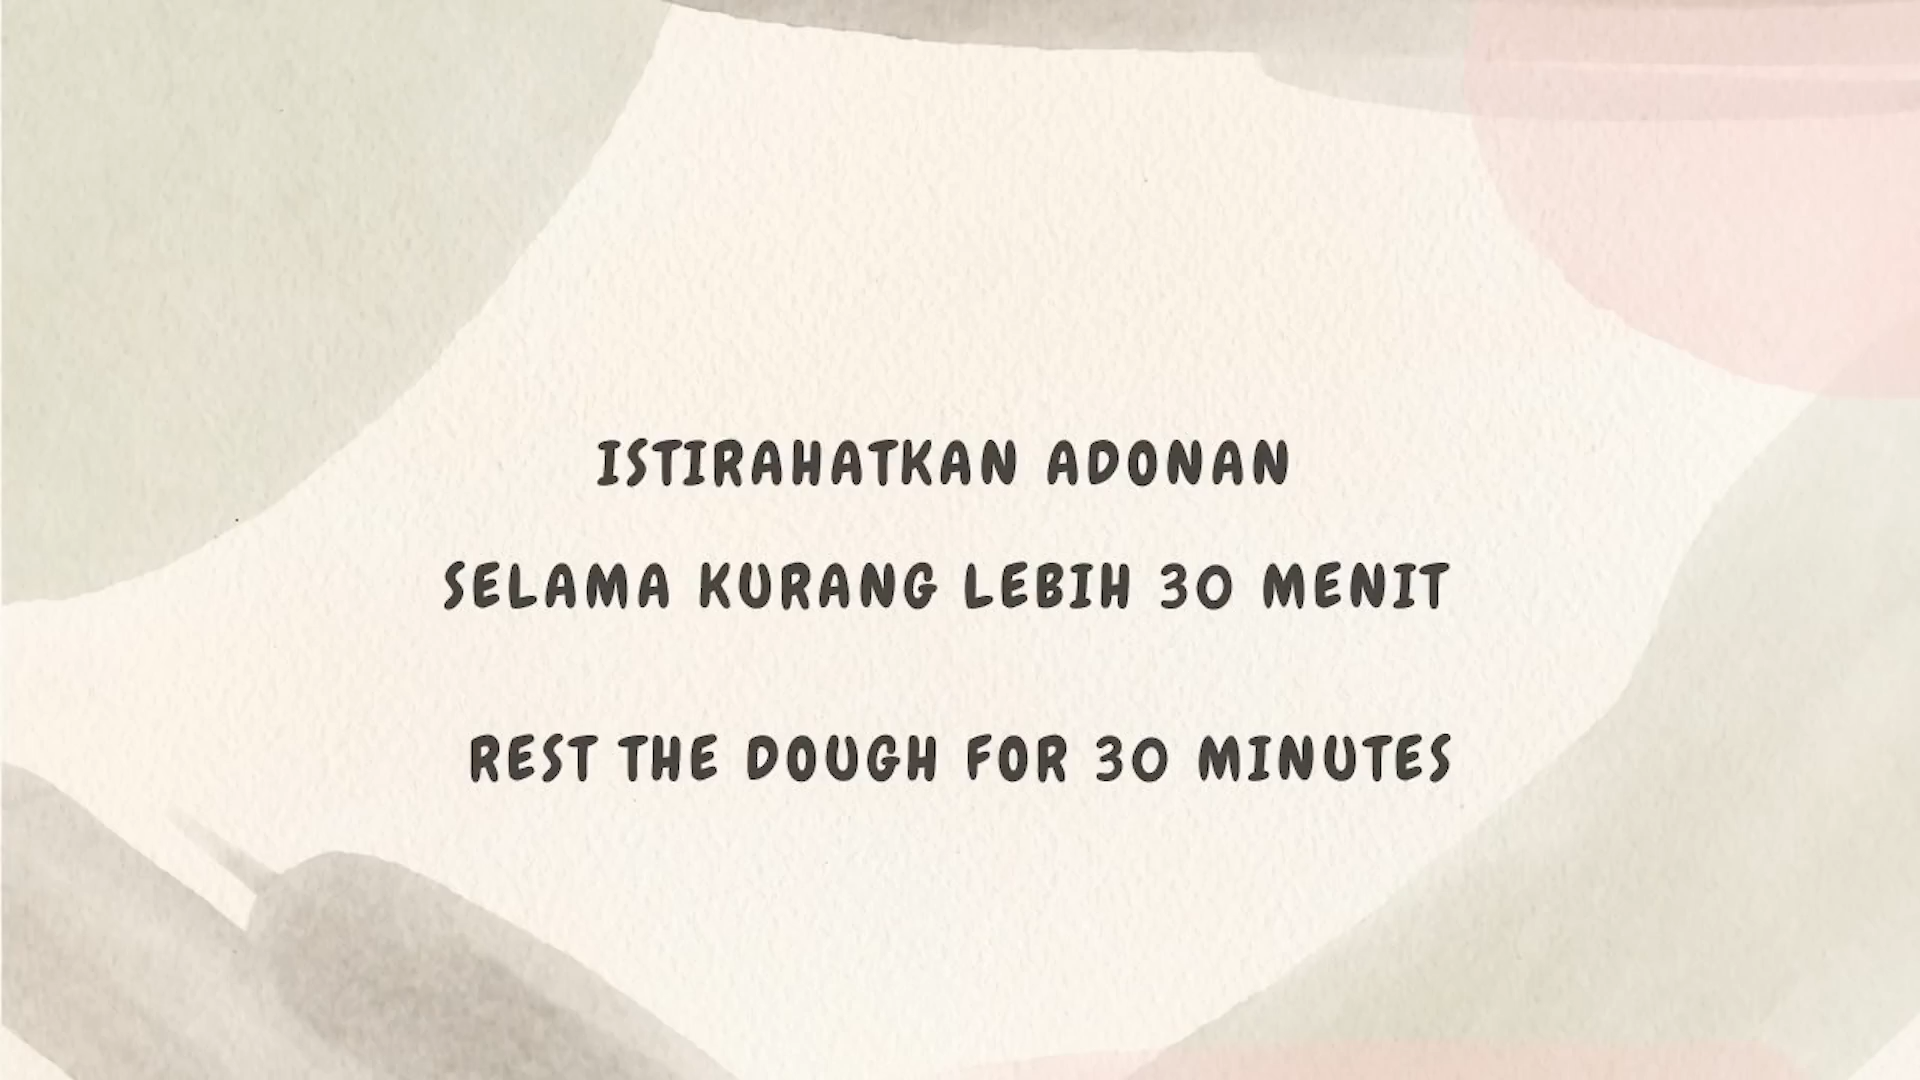 ISTIRAHATKAN ADONAN
SELAMA KURANG LEBIH 30 MENIT
REST THE DOUGH FOR 30 MINUTES